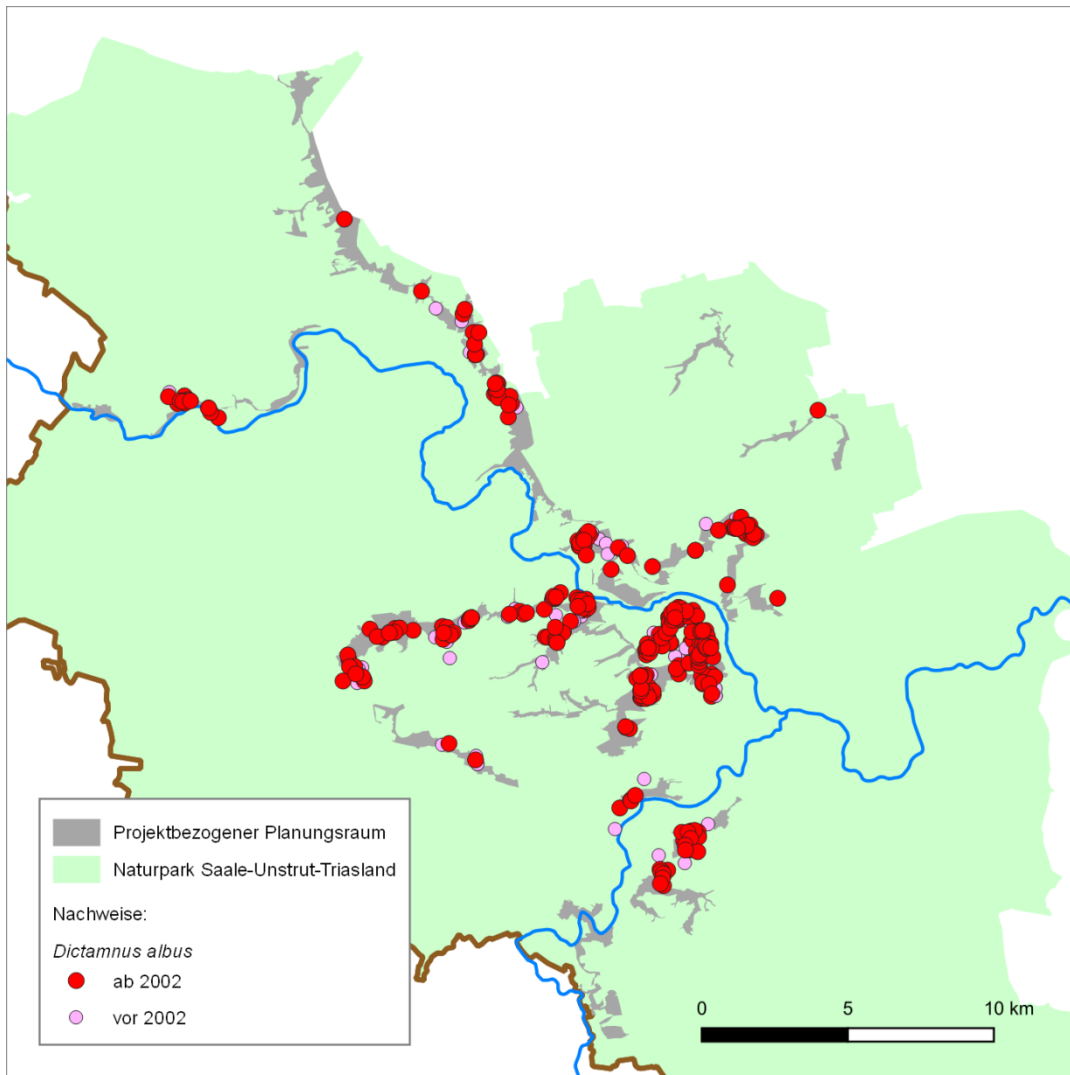 Projektbezogener Planungsraum
Naturpark Saale-Unstrut-Triasland
Nachweise:
Dictamnus albus
ab 2002
vor 2002
0 5 10 km